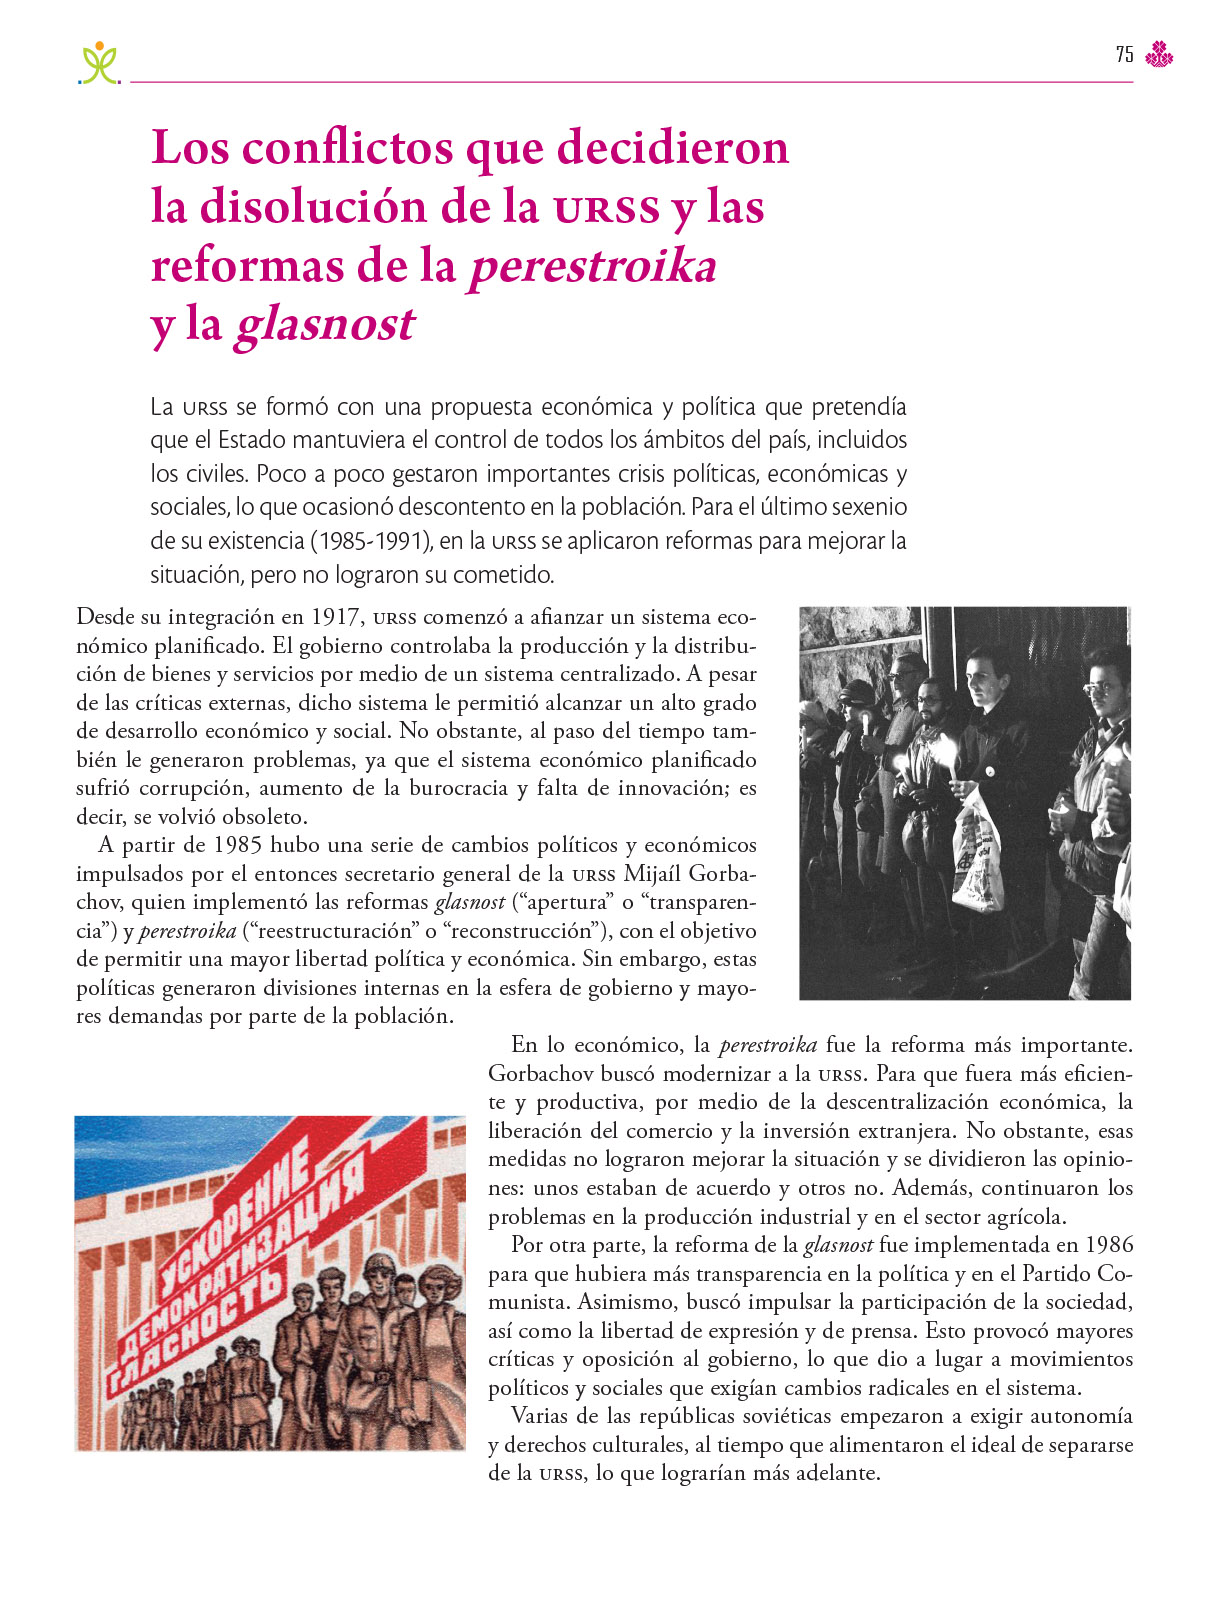 75
Los conflictos que decidieron
la disolución de la URSS y las
reformas de la perestroika
y la glasnost
La URSS se formó con una propuesta económica y política que pretendía
que el Estado mantuviera el control de todos los ámbitos del país, incluidos
los civiles. Poco a poco gestaron importantes crisis políticas, económicas y
sociales, lo que ocasionó descontento en la población. Para el último sexenio
de su existencia (1985-1991), en la URSS se aplicaron reformas para mejorar la
situación, pero no lograron su cometido.
Desde su integración en 1917, URSS comenzó a afianzar un sistema eco-
nómico planificado. El gobierno controlaba la producción y la distribu-
ción de bienes y servicios por medio de un sistema centralizado. A pesar
de las críticas externas, dicho sistema le permitió alcanzar un alto grado
de desarrollo económico y social. No obstante, al paso del tiempo tam-
bién le generaron problemas, ya que el sistema económico planificado
sufrió corrupción, aumento de la burocracia y falta de innovación; es
decir, se volvió obsoleto.
A partir de 1985 hubo una serie de cambios políticos y económicos
impulsados por el entonces secretario general de la URSS Mijaíl Gorba-
chov, quien implementó las reformas glasnost (“apertura” o “transparen-
cia”) y perestroika (“reestructuración” o “reconstrucción”), con el objetivo
de permitir una mayor libertad política y económica. Sin embargo, estas
políticas generaron divisiones internas en la esfera de gobierno y mayo-
res demandas por parte de la población.
En lo económico, la perestroika fue la reforma más importante.
Gorbachov buscó modernizar a la URSS. Para que fuera más eficien-
te y productiva, por medio de la descentralización económica, la
liberación del comercio y la inversión extranjera. No obstante, esas
medidas no lograron mejorar la situación y se dividieron las opinio-
nes: unos estaban de acuerdo y otros no. Además, continuaron los
problemas en la producción industrial y en el sector agrícola.
Por otra parte, la reforma de la glasnost fue implementada en 1986
para que hubiera más transparencia en la política y en el Partido Co-
munista. Asimismo, buscó impulsar la participación de la sociedad,
así como la libertad de expresión y de prensa. Esto provocó mayores
críticas y oposición al gobierno, lo que dio a lugar a movimientos
políticos y sociales que exigían cambios radicales en el sistema.
Varias de las repúblicas soviéticas empezaron a exigir autonomía
y derechos culturales, al tiempo que alimentaron el ideal de separarse
de la URSS, lo que lograrían más adelante.
УСКОРЕНИЕ
ДЕМОКРАТИЗАЦИЯ
ГЛАСНОСТЬ